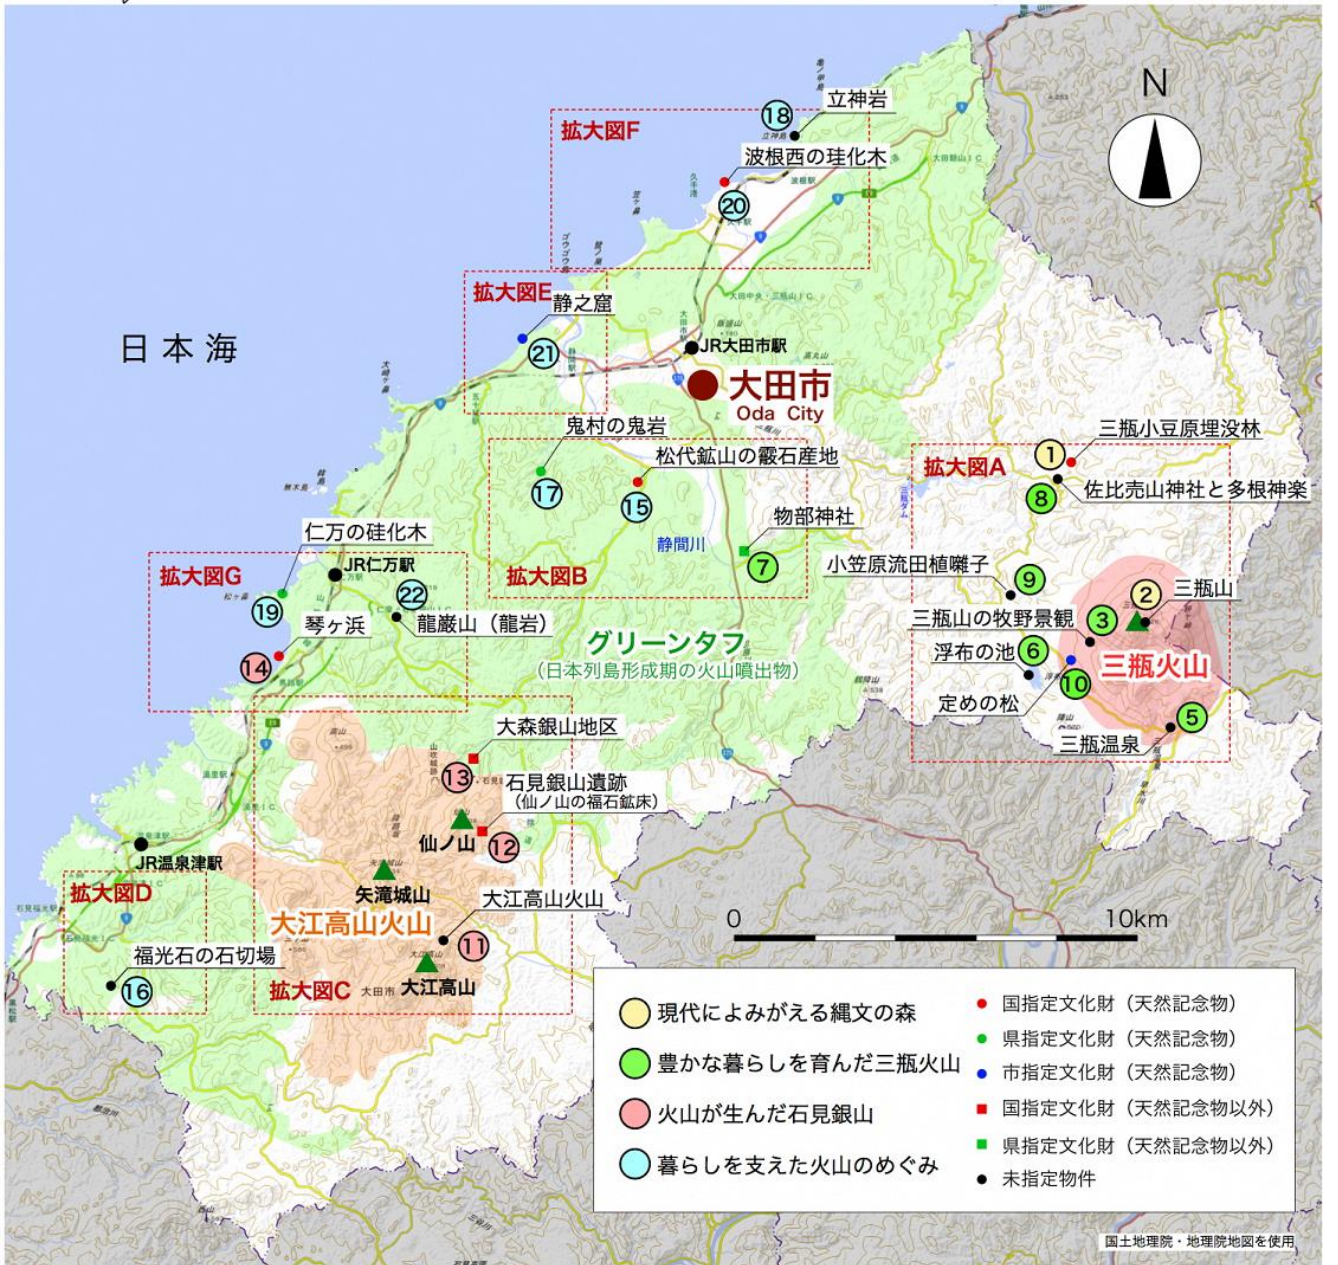 N
18
立神岩
拡大図F
波根西の珪化木
20
拡大図E
静之窟
21
日本海
JR大田市駅
大田市
Oda City
鬼村の鬼岩
松代鉱山の霰石産地
17
15
三瓶小豆原埋没林
拡大図A
1
8
佐比売山神社と多根神楽
静間川
物部神社
7
拡大図B
三瓶ダム
仁万の硅化木
JR仁万駅
拡大図G
19
22
龍巌山（龍岩）
琴ヶ浜
14
小笠原流田植囃子
9
2
三瓶山
三瓶山の牧野景観
3
浮布の池
6
三瓶火山
10
定めの松
5
三瓶温泉
グリーンタフ
（日本列島形成期の火山噴出物）
大森銀山地区
13
石見銀山遺跡
（仙ノ山の福石鉱床）
仙ノ山
12
JR温泉津駅
矢滝城山
拡大図D
大江高山火山
大江高山火山
11
大江高山
拡大図C
大田市
福光石の石切場
16
0
10km
現代によみがえる縄文の森
豊かな暮らしを育んだ三瓶火山
火山が生んだ石見銀山
暮らしを支えた火山のめぐみ
国指定文化財（天然記念物）
県指定文化財（天然記念物）
市指定文化財（天然記念物）
国指定文化財（天然記念物以外）
県指定文化財（天然記念物以外）
未指定物件
国土地理院・地理院地図を使用